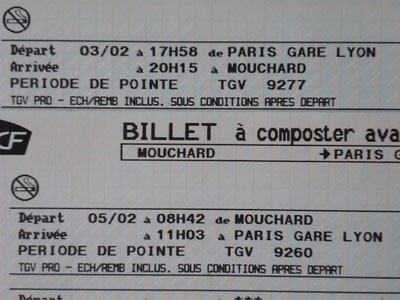 Départ 03/02 à 17H58 de PARIS GARE LYON
Arrivée à 20H15 à MOUCHARD
PERIODE DE POINTE TGV 9277
TGV PRO - ECH/REMB INCLUS. SOUS CONDITIONS APRES DEPART
CF BILLET à composter ava
MOUCHARD →PARIS G
Départ 05/02 à 08H42 de MOUCHARD
Arrivée à 11H03 à PARIS GARE LYON
PERIODE DE POINTE TGV 9260
TGV PRO - ECH/REMB INCLUS. SOUS CONDITIONS APRES DEPART
Départ à ***